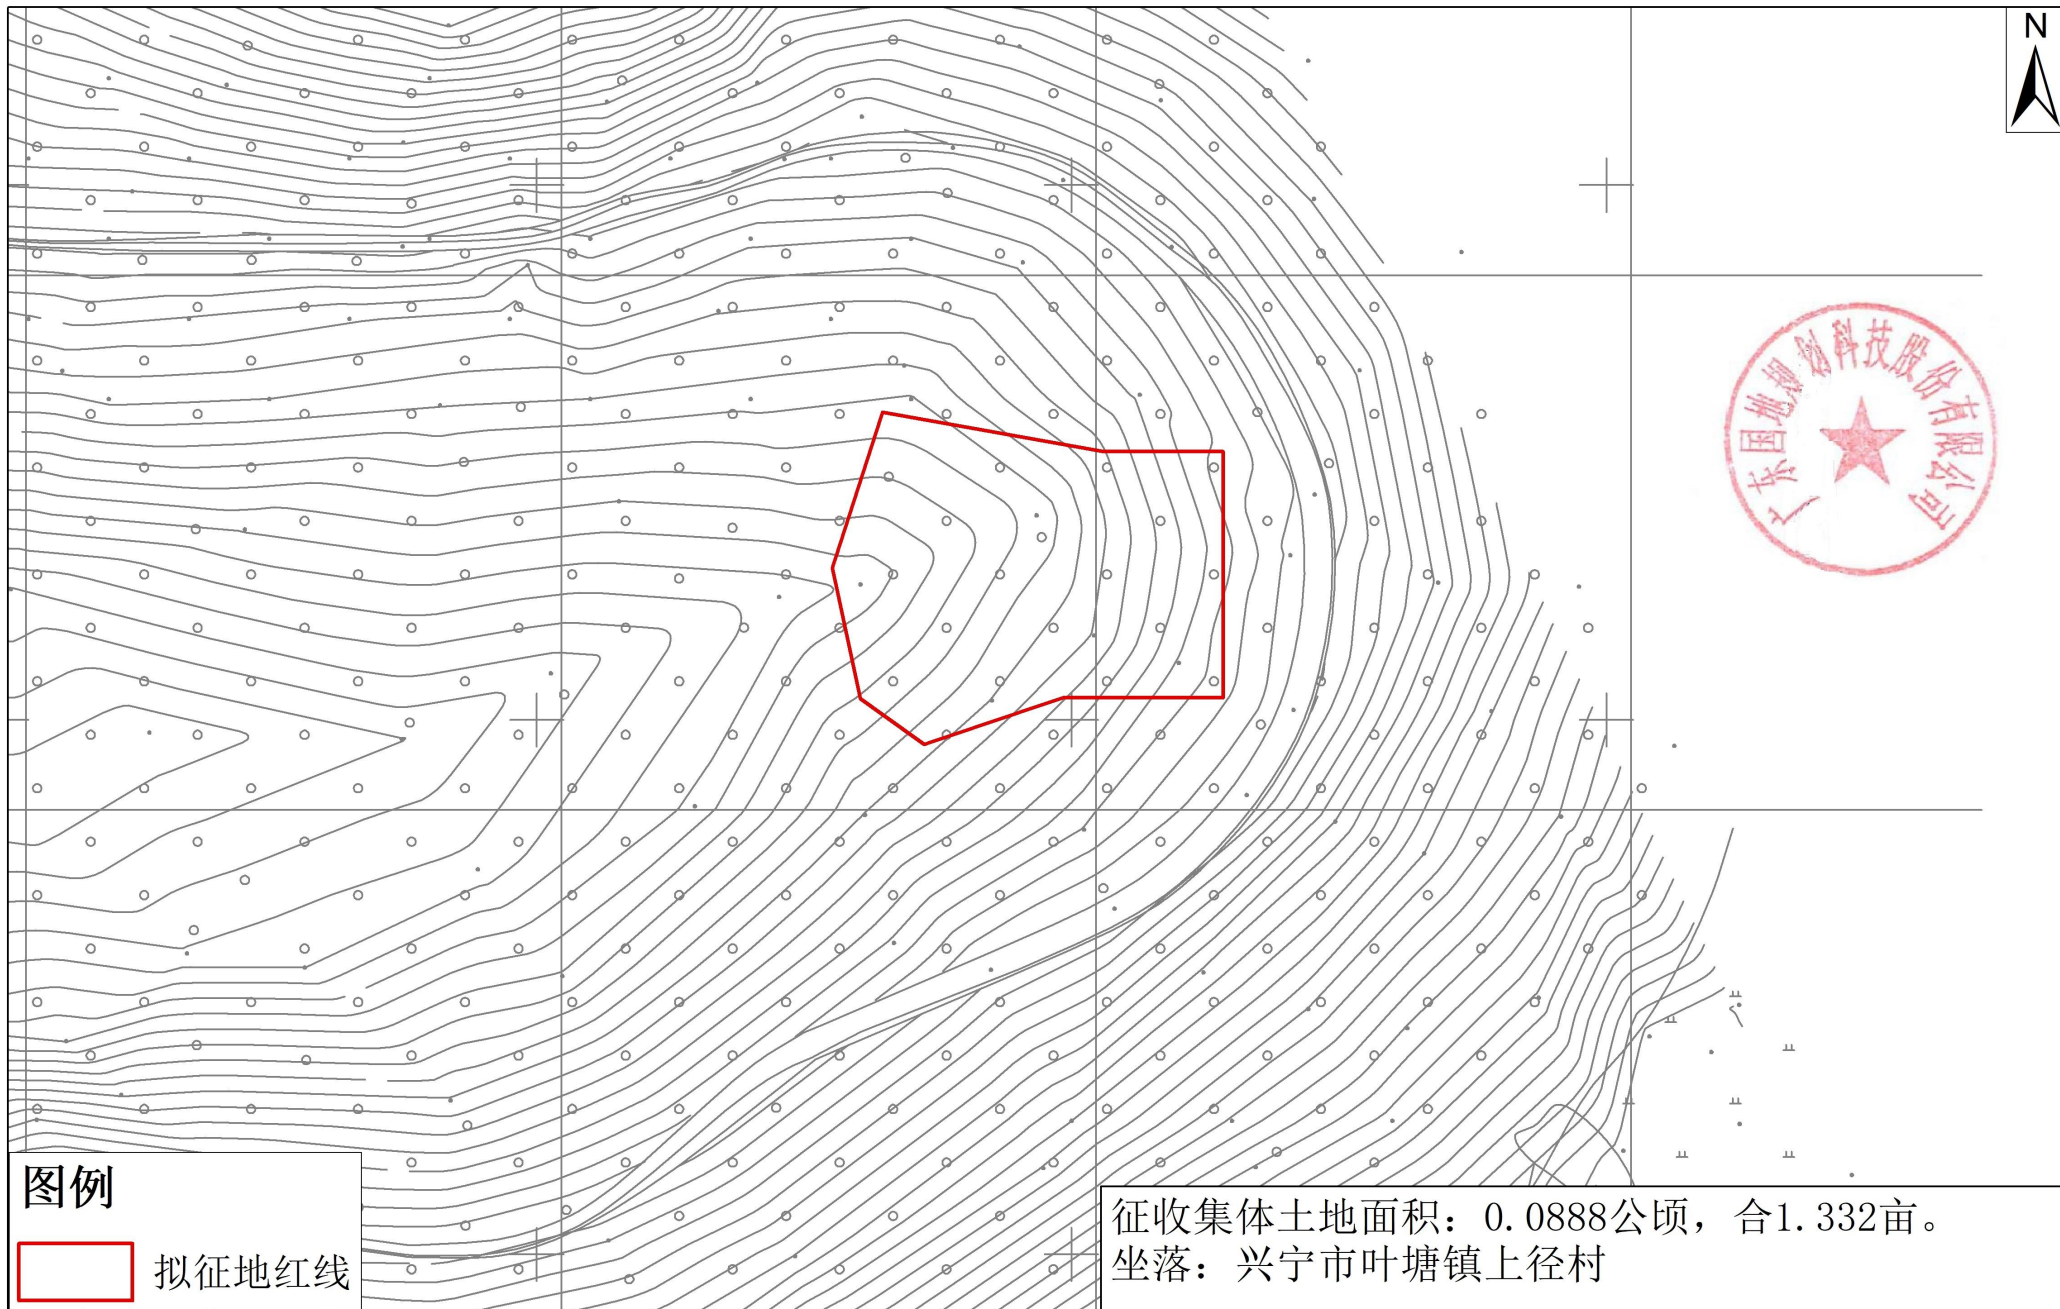 N
广东国地规划科技股份有限公司
图例
拟征地红线
征收集体土地面积：0.0888公顷，合1.332亩。
坐落：兴宁市叶塘镇上径村